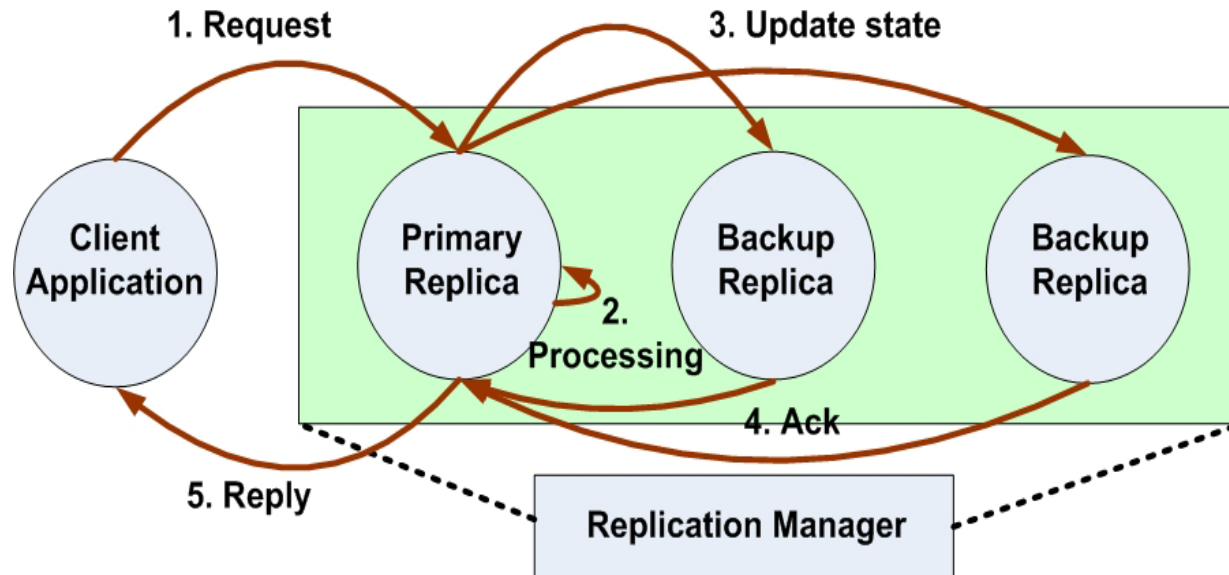 1. Request
3. Update state
Client
Application
Primary
Replica
Backup
Replica
Backup
Replica
2.
Processing
4. Ack
5. Reply
Replication Manager